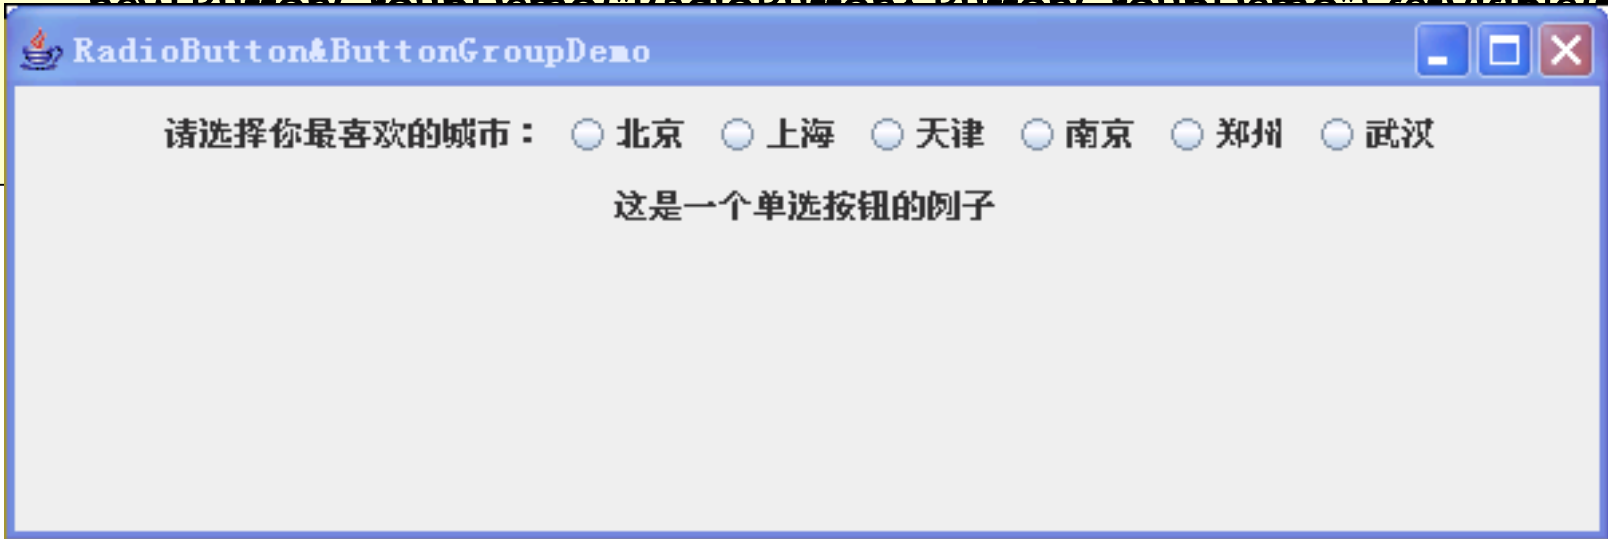 RadioButton&ButtonGroupDemo
请选择你最喜欢的城市： 北京 上海 天津 南京 郑州 武汉
这是一个单选按钮的例子